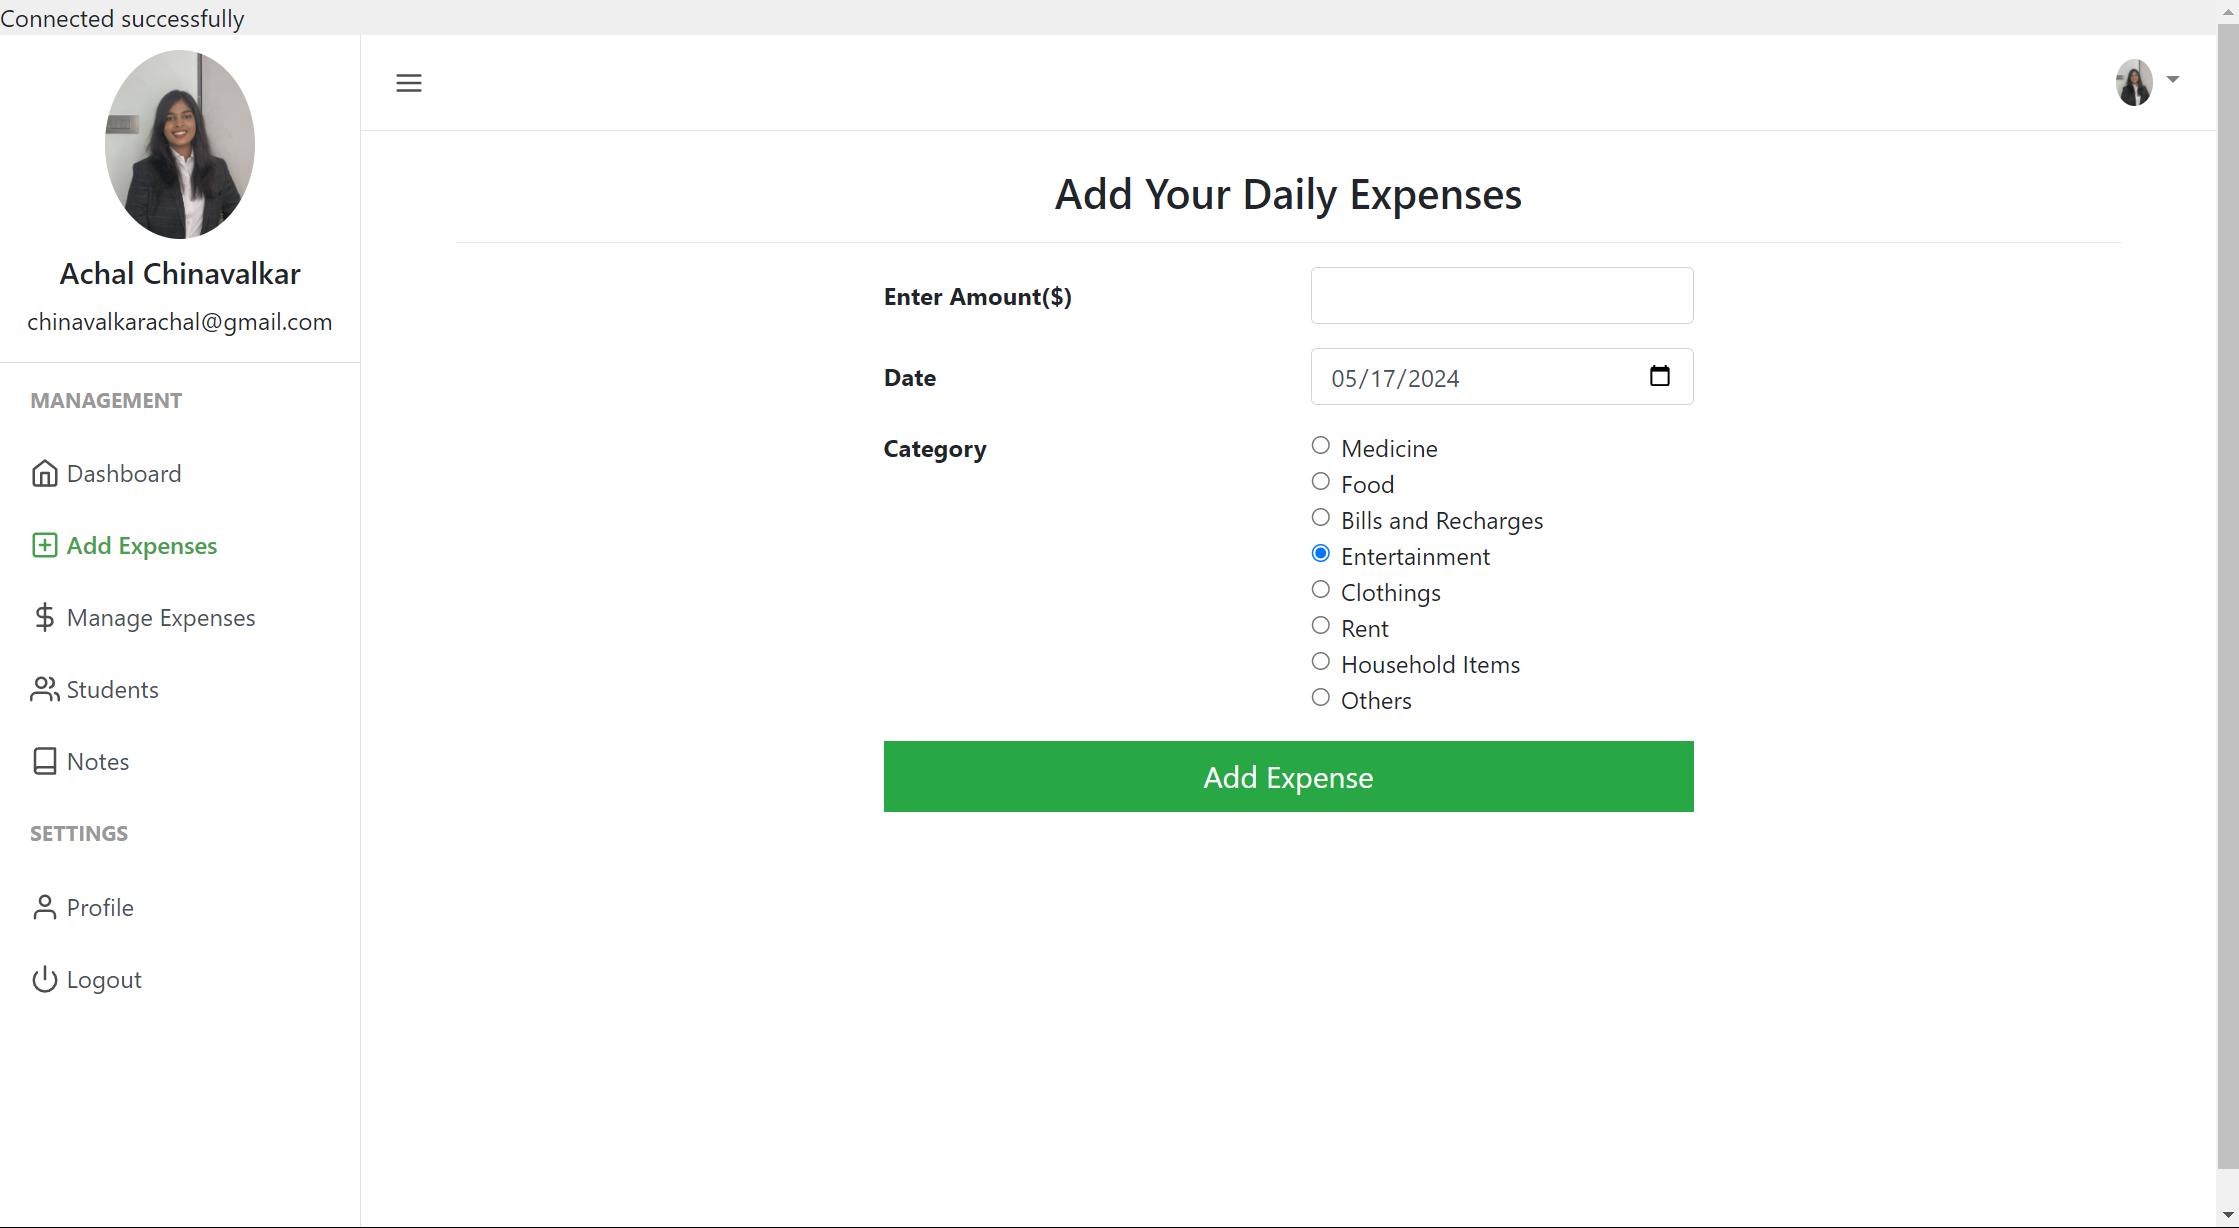 Connected successfully
Achal Chinavalkar
chinavalkarachal@gmail.com
MANAGEMENT
Dashboard
Add Expenses
Manage Expenses
Students
Notes
SETTINGS
Profile
Logout
Add Your Daily Expenses
Enter Amount($)
Date
05/17/2024
Category
Medicine
Food
Bills and Recharges
Entertainment
Clothings
Rent
Household Items
Others
Add Expense